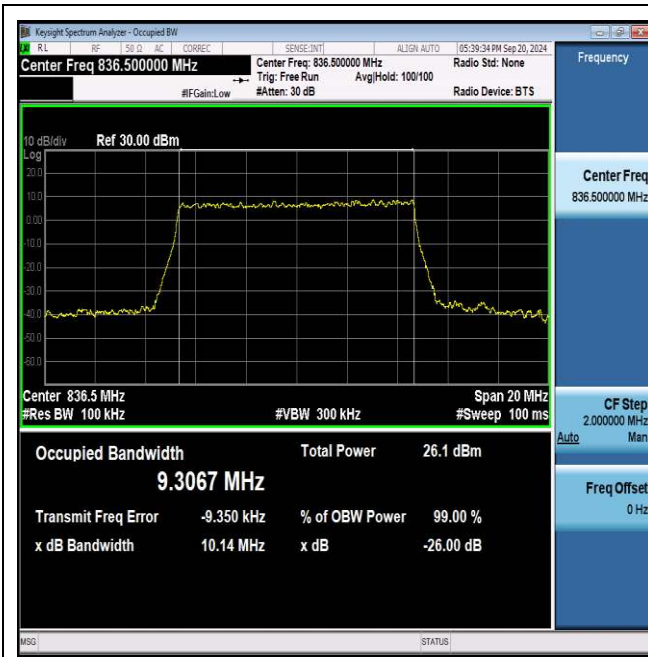 Keysight Spectrum Analyzer - Occupied BW
RL RF 50 Ω AC CORREC SENSE:INT ALIGN AUTO 05:39:34 PM Sep 20, 2024
Center Freq 836.500000 MHz Center Freq: 836.500000 MHz Radio Std: None
Trig: Free Run Avg|Hold: 100/100
#IFGain:Low #Atten: 30 dB Radio Device: BTS
10 dB/div Ref 30.00 dBm
Log
20.0
10.0
0.00
-10.0
-20.0
-30.0
-40.0
-50.0
-60.0
Center 836.5 MHz Span 20 MHz
#Res BW 100 kHz #VBW 300 kHz #Sweep 100 ms
Occupied Bandwidth Total Power 26.1 dBm
9.3067 MHz
Transmit Freq Error -9.350 kHz % of OBW Power 99.00 %
x dB Bandwidth 10.14 MHz x dB -26.00 dB
MSG STATUS
Frequency
Center Freq
836.500000 MHz
CF Step
2.000000 MHz
Auto Man
Freq Offset
0 Hz